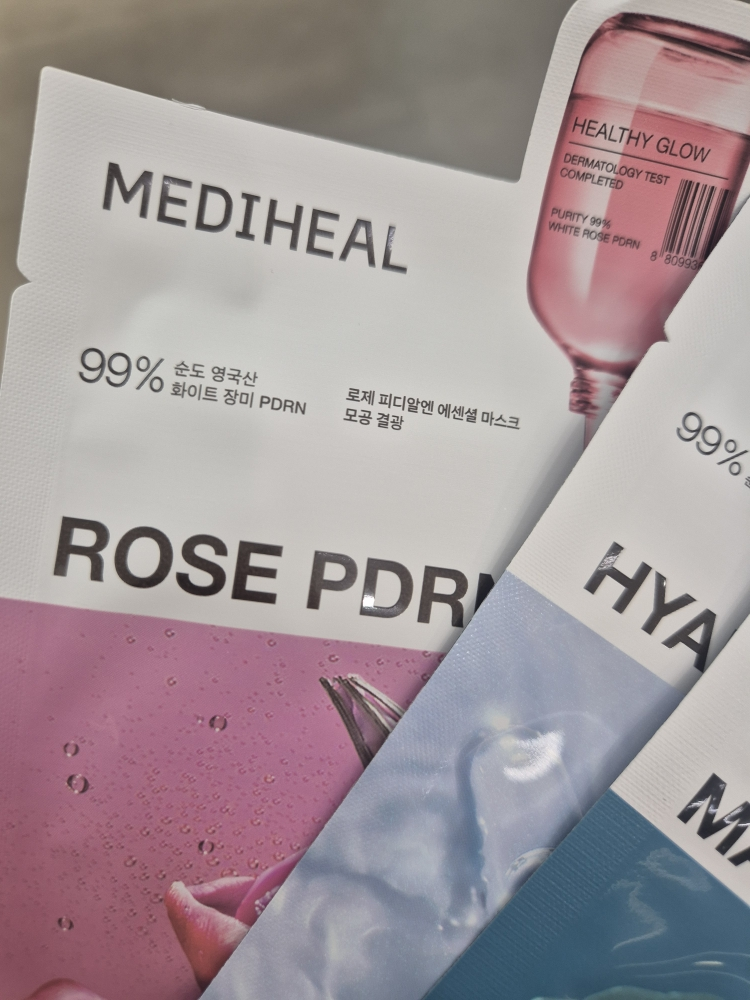 MEDIHEAL
HEALTHY GLOW
DERMATOLOGY TEST
COMPLETED
PURITY 99%
WHITE ROSE PDRN
99%
순도 영국산
화이트 장미 PDRN
로제 피디알엔 에센셜 마스크
모공 결광
ROSE PDRN
99%
HYA
MA